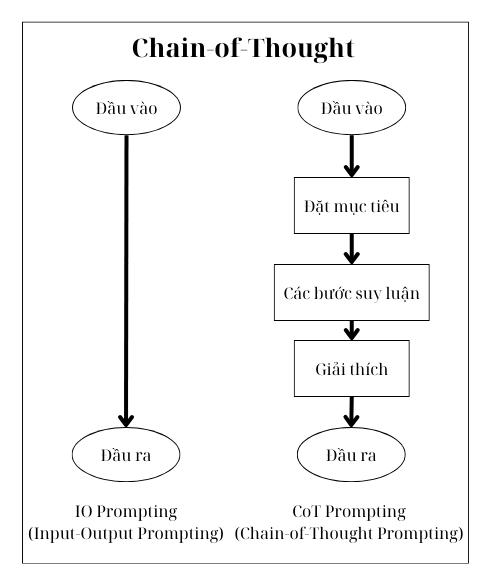 Chain-of-Thought
Đầu vào
Đầu ra
IO Prompting
(Input-Output Prompting)
Đầu vào
Đặt mục tiêu
Các bước suy luận
Giải thích
Đầu ra
CoT Prompting
(Chain-of-Thought Prompting)